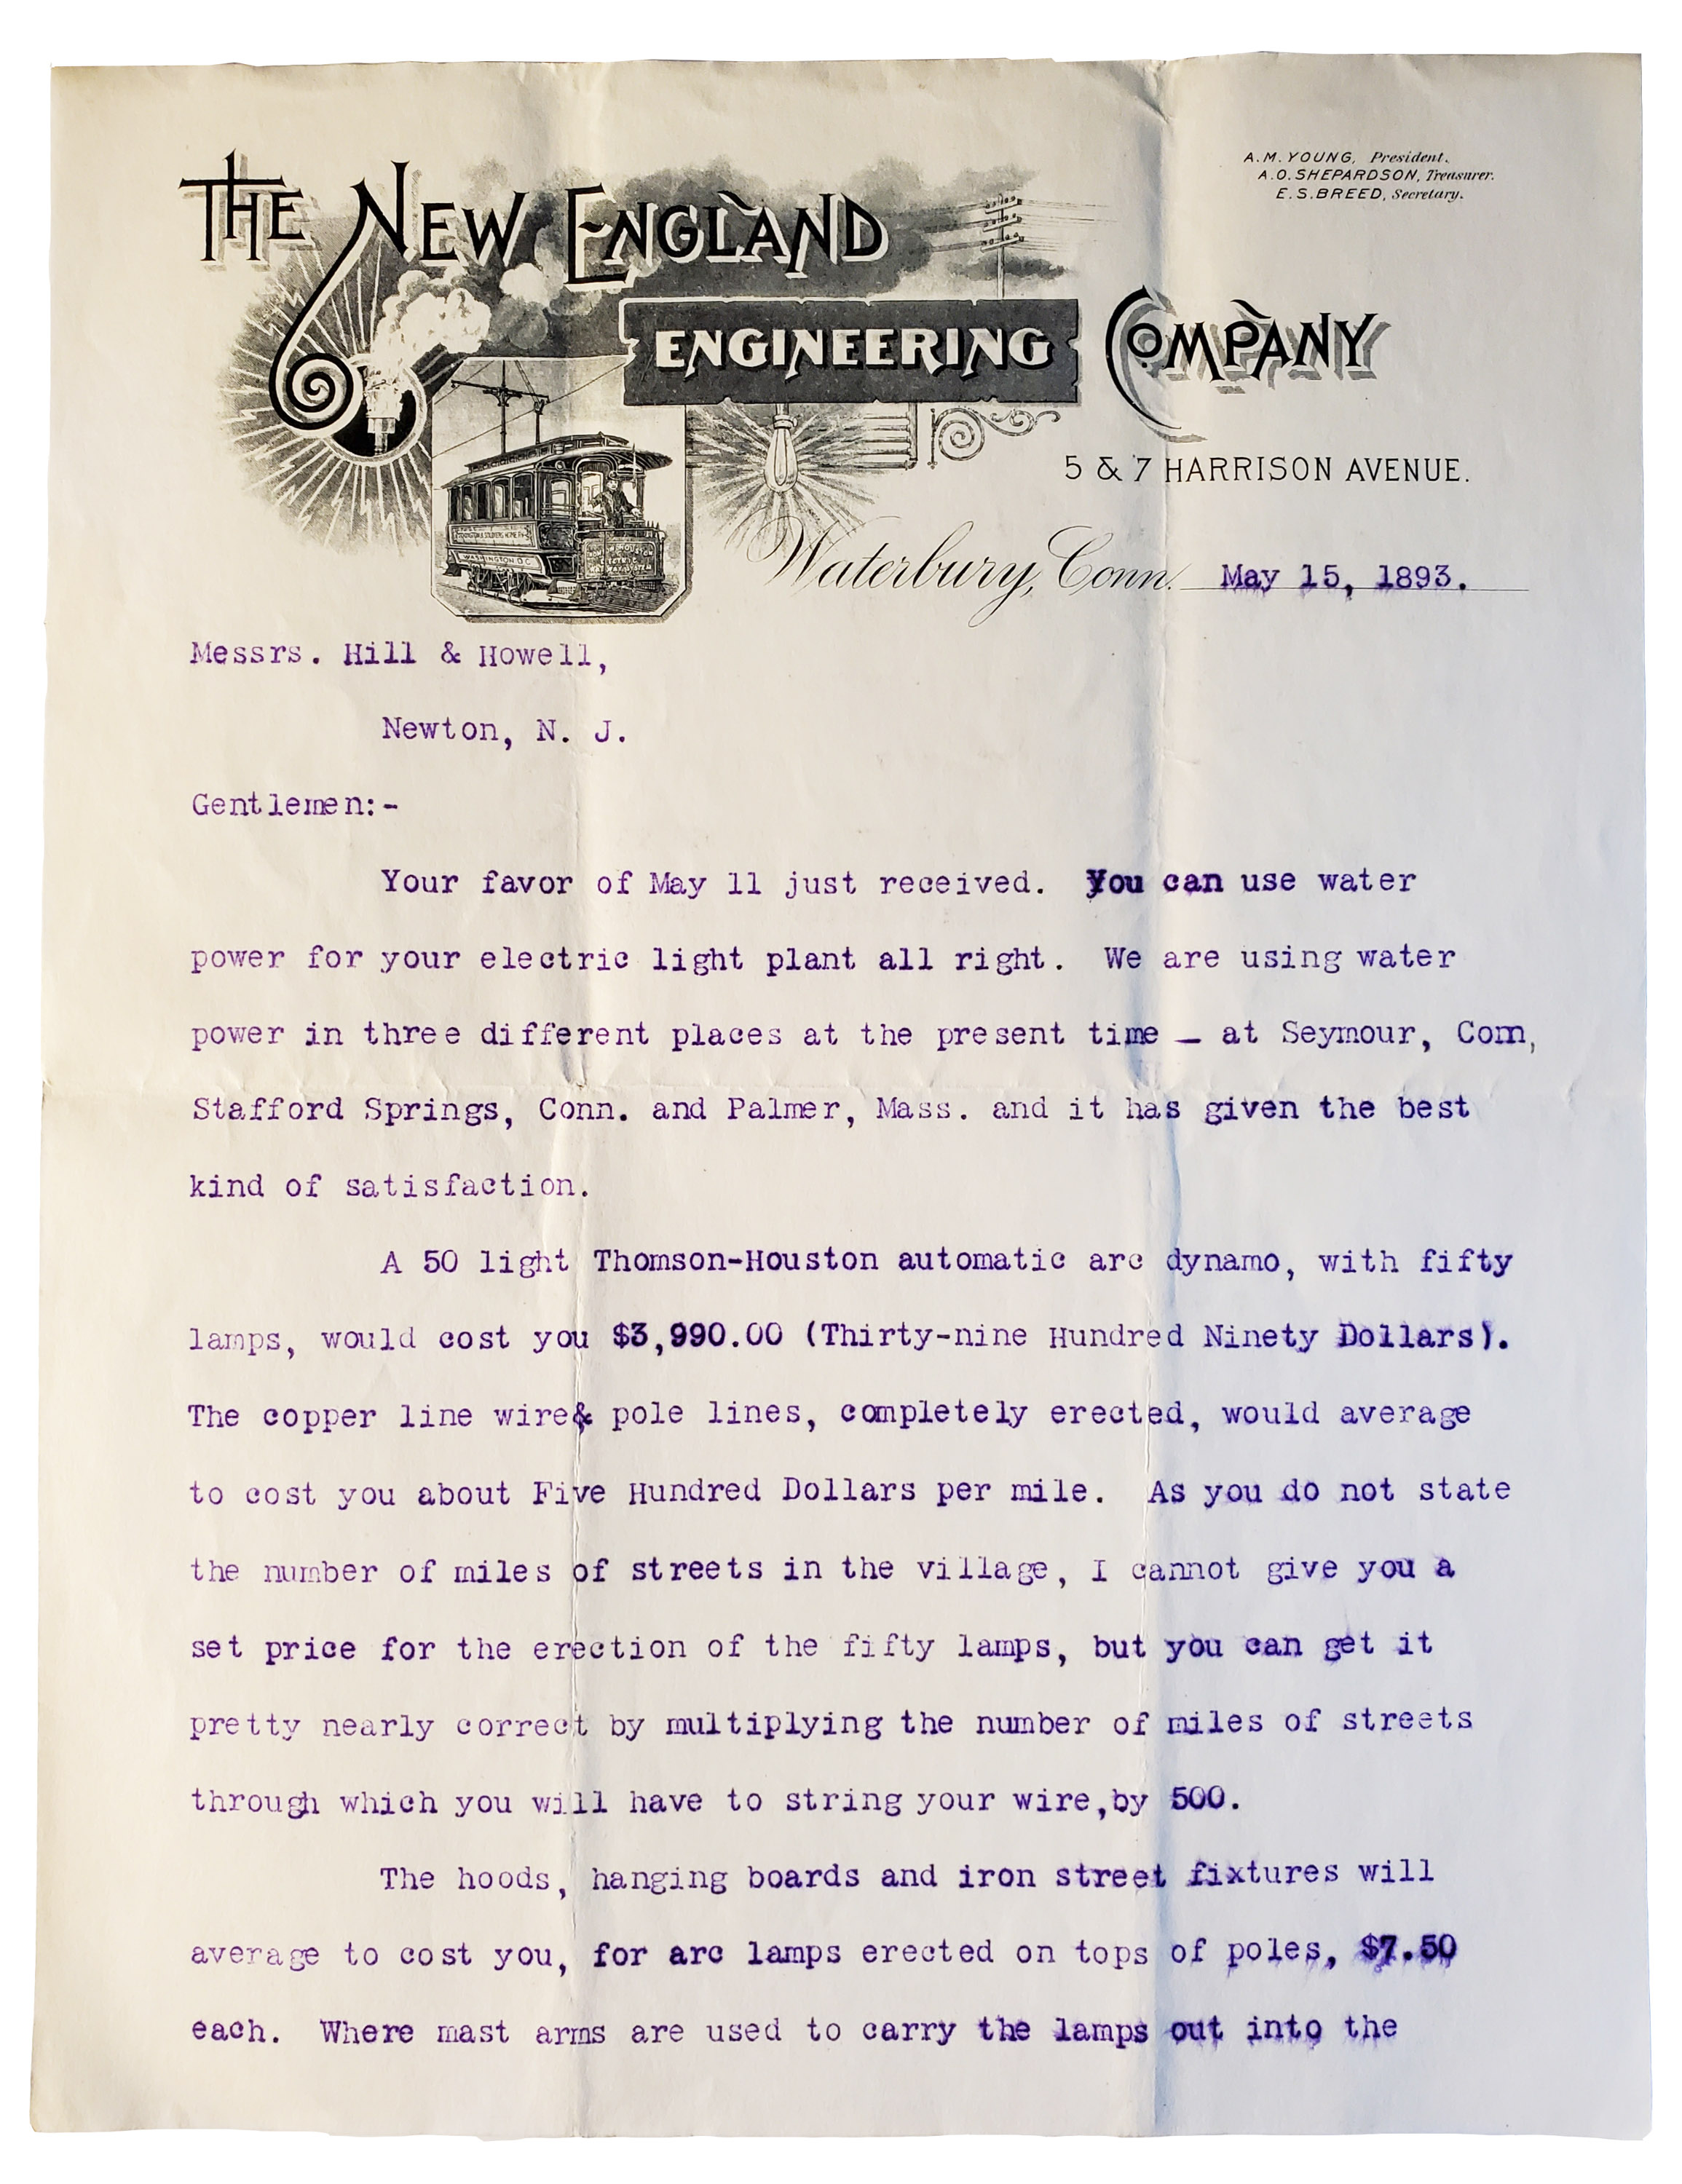 A. M. YOUNG, President.
A. O. SHEPARDSON, Treasurer.
E. S. BREED, Secretary.
THE NEW ENGLAND
ENGINEERING COMPANY
5 & 7 HARRISON AVENUE.
WASHINGTON D.C.
Waterbury, Conn. May 15, 1893.
Messrs. Hill & Howell,
Newton, N. J.
Gentlemen:-
Your favor of May 11 just received. You can use water
power for your electric light plant all right. We are using water
power in three different places at the present time — at Seymour, Conn,
Stafford Springs, Conn. and Palmer, Mass. and it has given the best
kind of satisfaction.
A 50 light Thomson-Houston automatic arc dynamo, with fifty
lamps, would cost you $3,990.00 (Thirty-nine Hundred Ninety Dollars).
The copper line wire& pole lines, completely erected, would average
to cost you about Five Hundred Dollars per mile. As you do not state
the number of miles of streets in the village, I cannot give you a
set price for the erection of the fifty lamps, but you can get it
pretty nearly correct by multiplying the number of miles of streets
through which you will have to string your wire,by 500.
The hoods, hanging boards and iron street fixtures will
average to cost you, for arc lamps erected on tops of poles, $7.50
each. Where mast arms are used to carry the lamps out into the